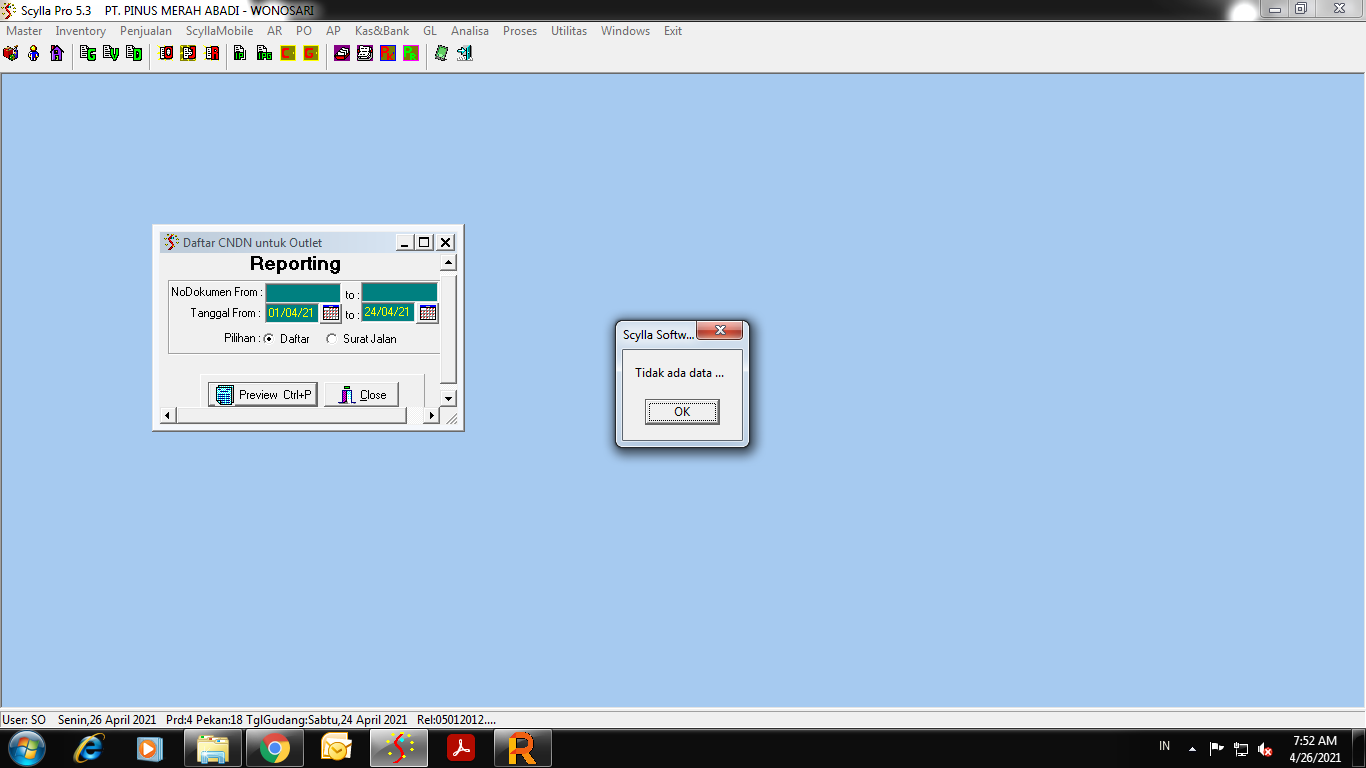 Scylla Pro 5.3 PT. PINUS MERAH ABADI - WONOSARI
Master Inventory Penjualan ScyllaMobile AR PO AP Kas&Bank GL Analisa Proses Utilitas Windows Exit
Daftar CNDN untuk Outlet
Reporting
NoDokumen From : to :
Tanggal From : 01/04/21 to : 24/04/21
Pilihan : Daftar Surat Jalan
Preview Ctrl+P Close
Scylla Softw...
Tidak ada data ...
OK
User: SO Senin,26 April 2021 Prd:4 Pekan:18 TglGudang:Sabtu,24 April 2021 Rel:05012012....
IN
7:52 AM
4/26/2021